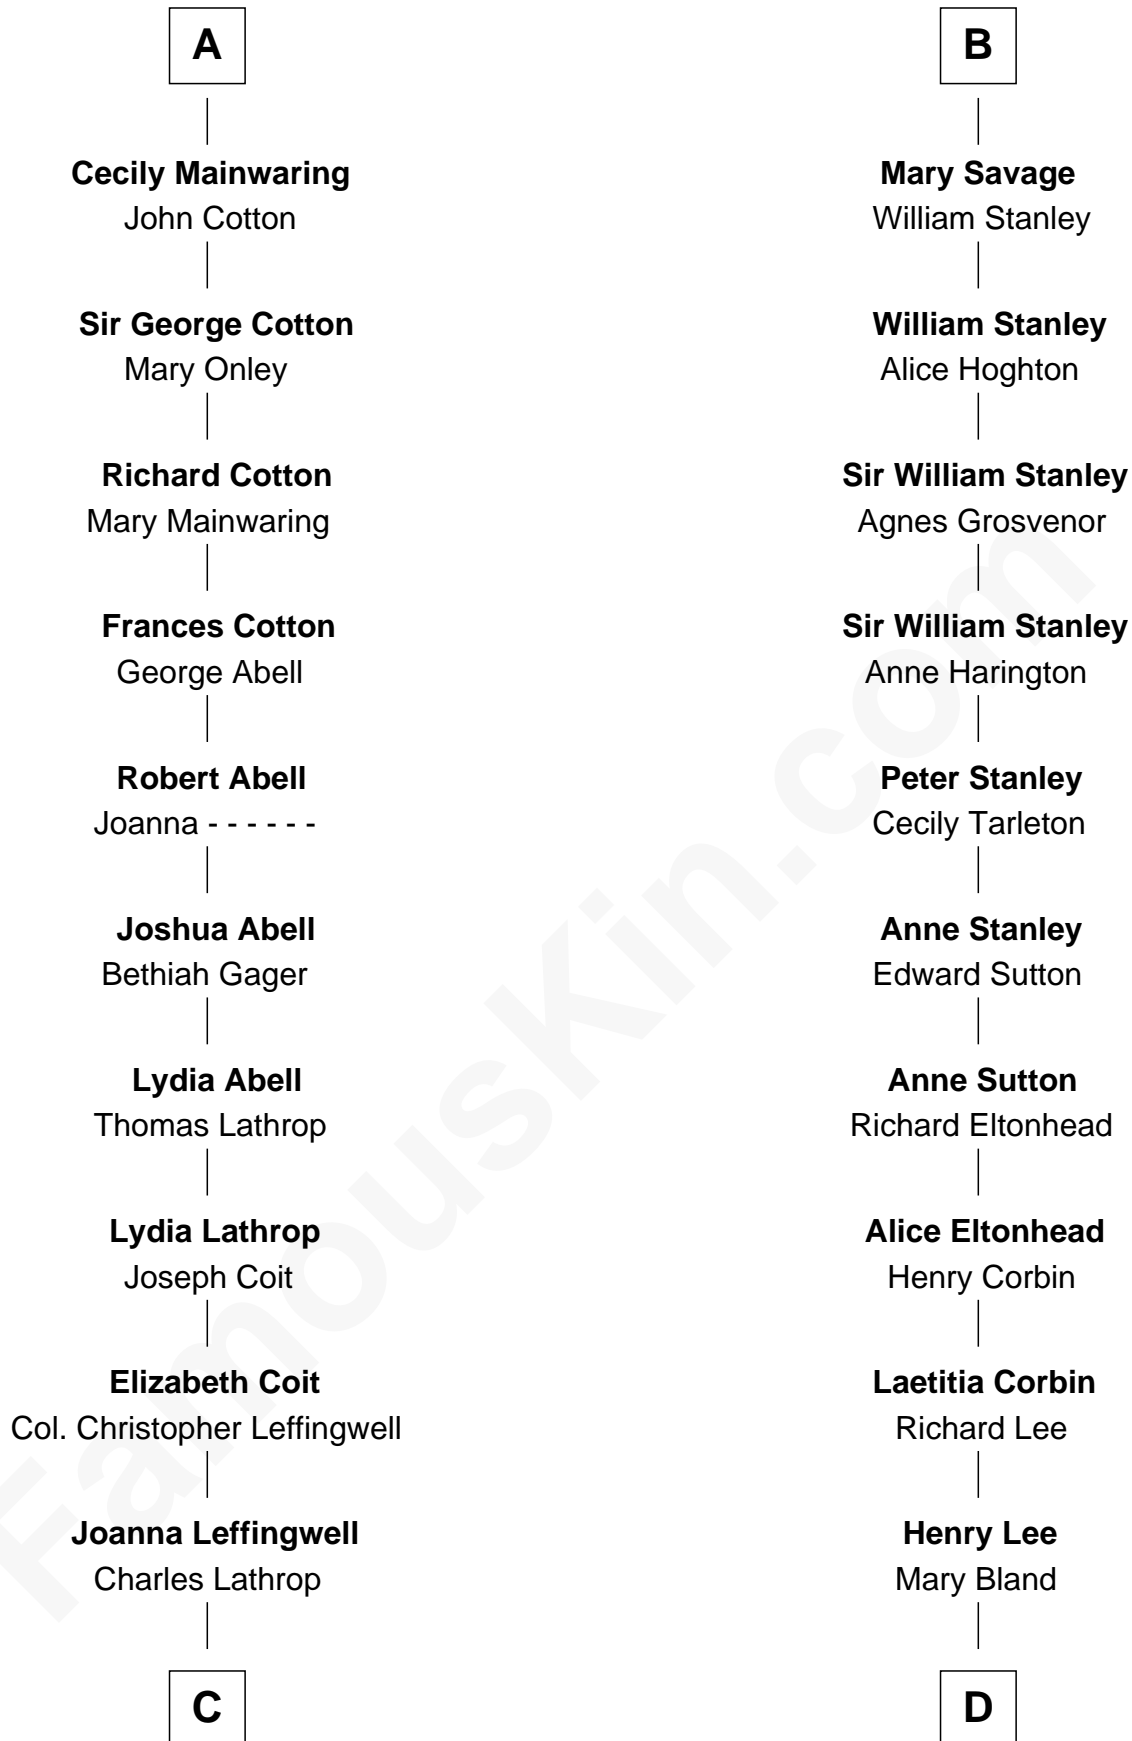 A
Cecily Mainwaring
John Cotton
Sir George Cotton
Mary Onley
Richard Cotton
Mary Mainwaring
Frances Cotton
George Abell
Robert Abell
Joanna - - - - - -
Joshua Abell
Bethiah Gager
Lydia Abell
Thomas Lathrop
Lydia Lathrop
Joseph Coit
Elizabeth Coit
Col. Christopher Leffingwell
Joanna Leffingwell
Charles Lathrop
C
B
Mary Savage
William Stanley
William Stanley
Alice Hoghton
Sir William Stanley
Agnes Grosvenor
Sir William Stanley
Anne Harington
Peter Stanley
Cecily Tarleton
Anne Stanley
Edward Sutton
Anne Sutton
Richard Eltonhead
Alice Eltonhead
Henry Corbin
Laetitia Corbin
Richard Lee
Henry Lee
Mary Bland
D
FamousKin.com